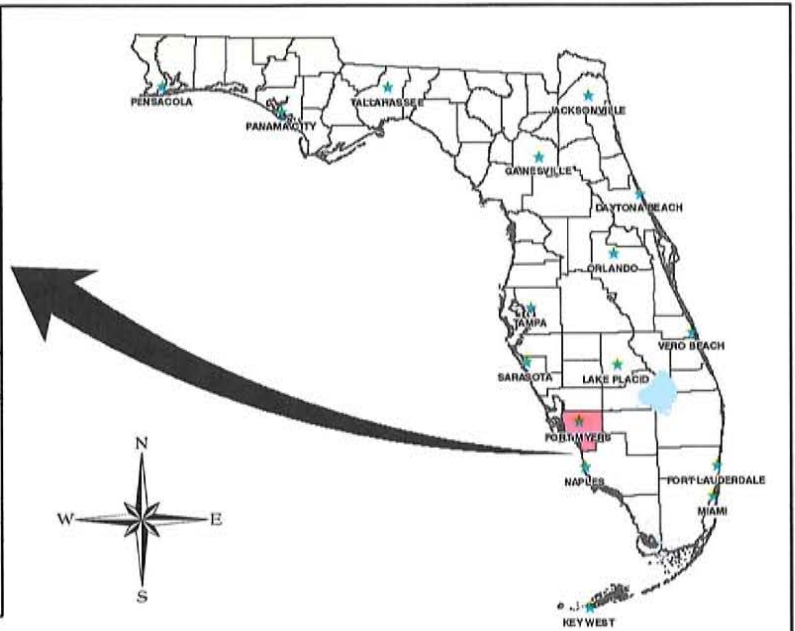 PENSACOLA
TALLAHASSEE
JACKSONVILLE
PANAMA CITY
GAINESVILLE
DAYTONA BEACH
ORLANDO
TAMPA
VERO BEACH
SARASOTA
LAKE PLACID
FORT MYERS
N
NAPLES
FORT LAUDERDALE
W
E
MIAMI
S
KEY WEST